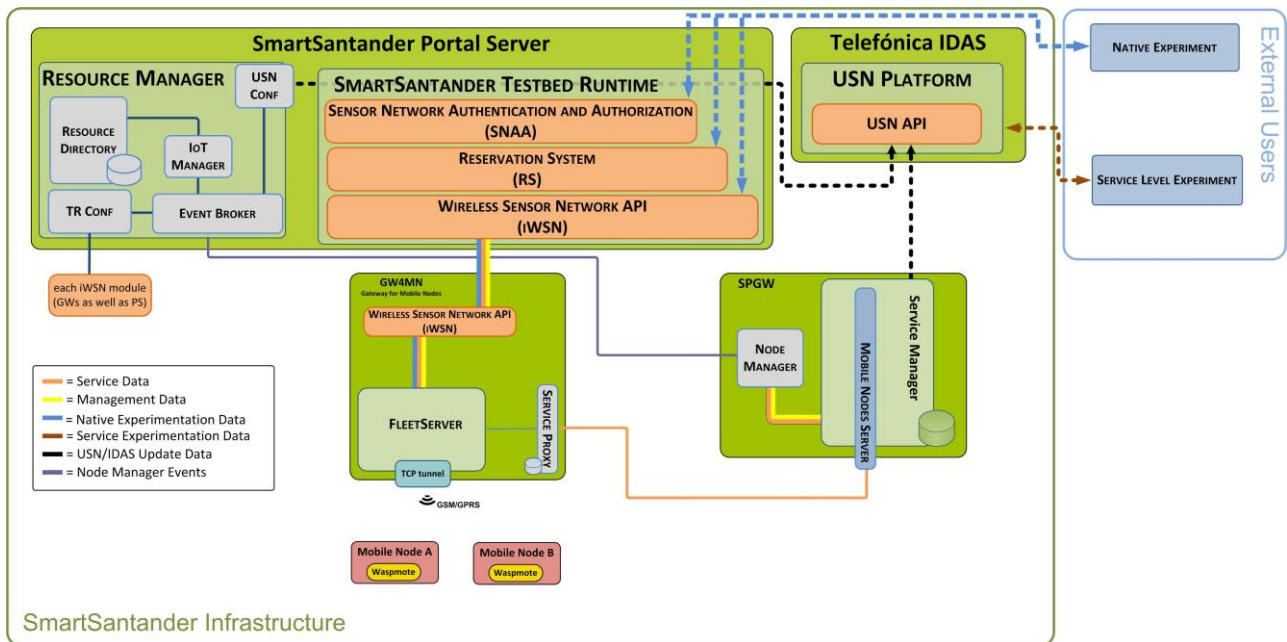 SmartSantander Portal Server
RESOURCE MANAGER
USN
CONF
RESOURCE
DIRECTORY
IOT
MANAGER
TR CONF
EVENT BROKER
each iWSN module
(GWs as well as PS)
SMARTSANTANDER TESTBED RUNTIME
SENSOR NETWORK AUTHENTICATION AND AUTHORIZATION
(SNAA)
RESERVATION SYSTEM
(RS)
WIRELESS SENSOR NETWORK API
(IWSN)
Telefónica IDAS
USN PLATFORM
USN API
NATIVE EXPERIMENT
SERVICE LEVEL EXPERIMENT
External Users
GW4MN
Gateway for Mobile Nodes
WIRELESS SENSOR NETWORK API
(IWSN)
FLEETSERVER
SERVICE PROXY
TCP tunnel
GSM/GPRS
SPGW
NODE
MANAGER
MOBILE NODES SERVER
Service Manager
= Service Data
= Management Data
= Native Experimentation Data
= Service Experimentation Data
= USN/IDAS Update Data
= Node Manager Events
Mobile Node A
Waspmote
Mobile Node B
Waspmote
SmartSantander Infrastructure